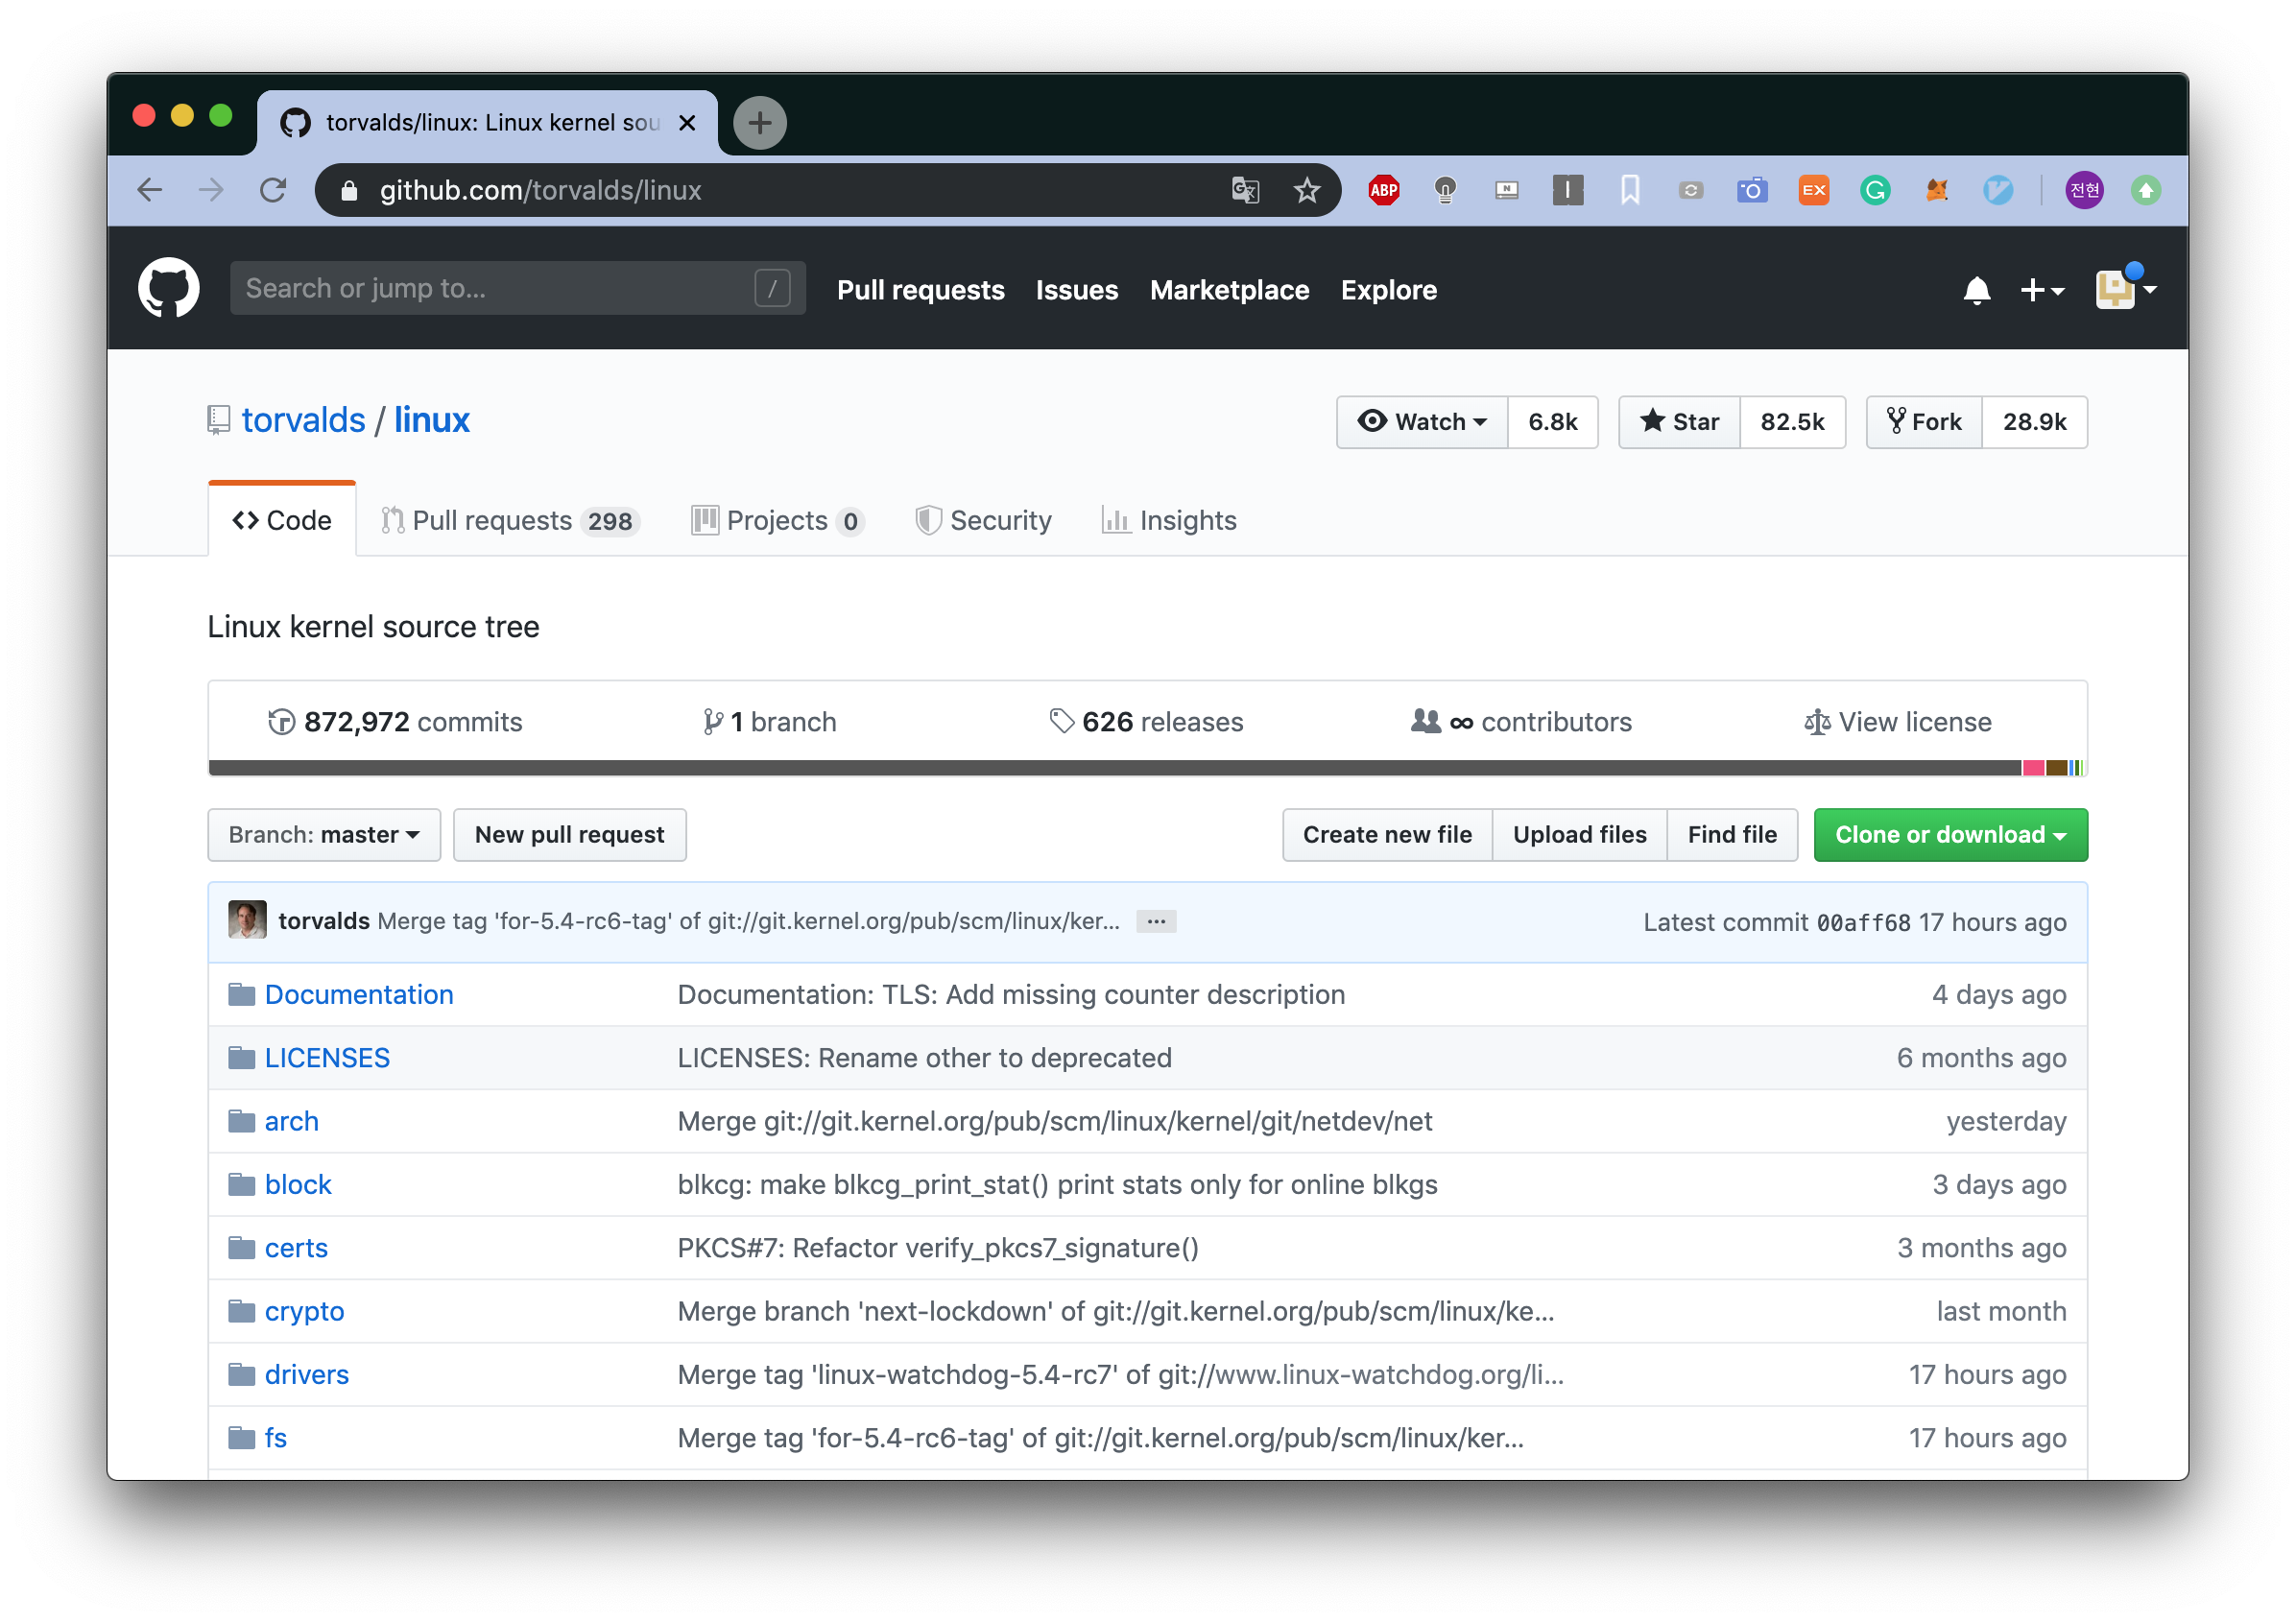 torvalds/linux: Linux kernel sou
github.com/torvalds/linux
ABP
N
EX
전현
Search or jump to... /
Pull requests Issues Marketplace Explore
torvalds / linux
Watch 6.8k Star 82.5k Fork 28.9k
Code Pull requests 298 Projects 0 Security Insights
Linux kernel source tree
872,972 commits 1 branch 626 releases ∞ contributors View license
Branch: master New pull request Create new file Upload files Find file Clone or download
torvalds Merge tag 'for-5.4-rc6-tag' of git://git.kernel.org/pub/scm/linux/ker... ... Latest commit 00aff68 17 hours ago
Documentation Documentation: TLS: Add missing counter description 4 days ago
LICENSES LICENSES: Rename other to deprecated 6 months ago
arch Merge git://git.kernel.org/pub/scm/linux/kernel/git/netdev/net yesterday
block blkcg: make blkcg_print_stat() print stats only for online blkgs 3 days ago
certs PKCS#7: Refactor verify_pkcs7_signature() 3 months ago
crypto Merge branch 'next-lockdown' of git://git.kernel.org/pub/scm/linux/ke... last month
drivers Merge tag 'linux-watchdog-5.4-rc7' of git://www.linux-watchdog.org/li... 17 hours ago
fs Merge tag 'for-5.4-rc6-tag' of git://git.kernel.org/pub/scm/linux/ker... 17 hours ago